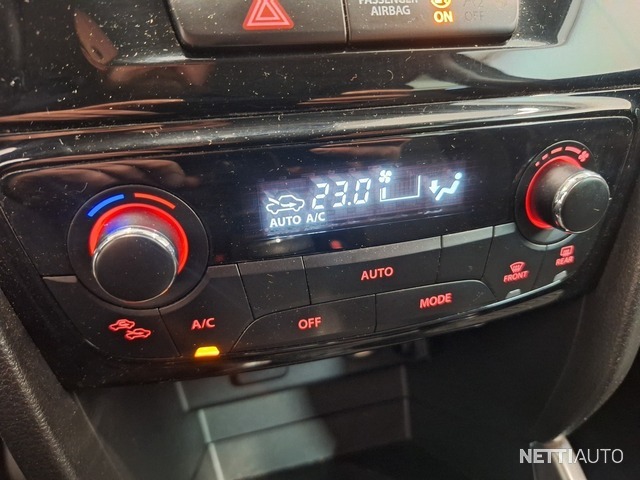 PASSENGER
AIRBAG
ON
OFF
23.0
AUTO A/C
AUTO
FRONT
REAR
A/C
OFF
MODE
NETTIAUTO